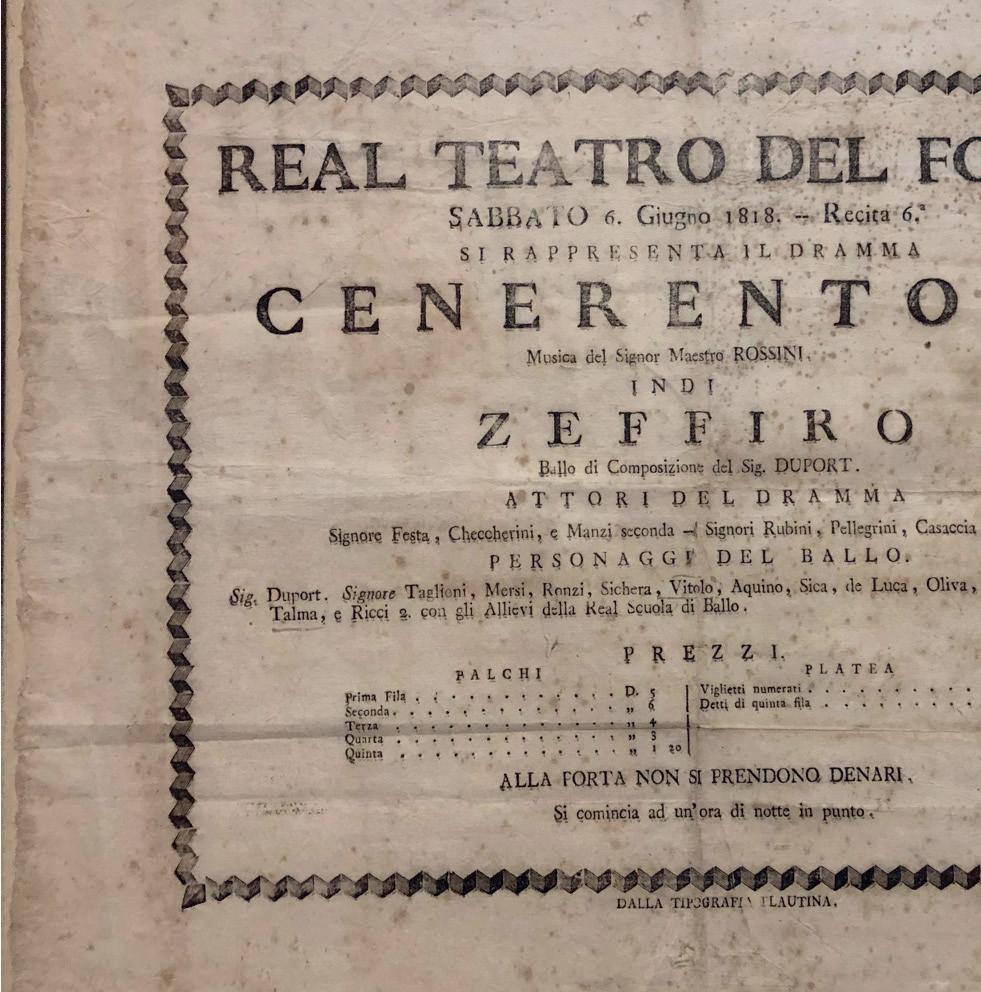 REAL TEATRO DEL FO
SABBATO 6. Giugno 1818. – Recita 6.ª
SI RAPPRESENTA IL DRAMMA
CENERENTO
Musica del Signor Maestro ROSSINI.
INDI
ZEFFIRO
Ballo di Composizione del Sig. DUPORT.
ATTORI DEL DRAMMA
Signore Festa, Checcherini, e Manzi seconda – Signori Rubini, Pellegrini, Casaccia
PERSONAGGI DEL BALLO.
Sig. Duport. Signore Taglioni, Mersi, Ronzi, Sichera, Vitolo, Aquino, Sica, de Luca, Oliva,
Talma, e Ricci 2. con gli Allievi della Real Scuola di Ballo.
PREZZI.
PALCHI
Prima Fila . . . . . . . . . . . . D. 5
Seconda . . . . . . . . . . . . . „ 6
Terza . . . . . . . . . . . . . „ 4
Quarta . . . . . . . . . . . . . „ 3
Quinta . . . . . . . . . . . . . „ 1 20
PLATEA
Viglietti numerati . . . . . . . . . .
Detti di quinta fila . . . . . . . . .
ALLA PORTA NON SI PRENDONO DENARI.
Si comincia ad un'ora di notte in punto.
DALLA TIPOGRAFIA FLAUTINA.